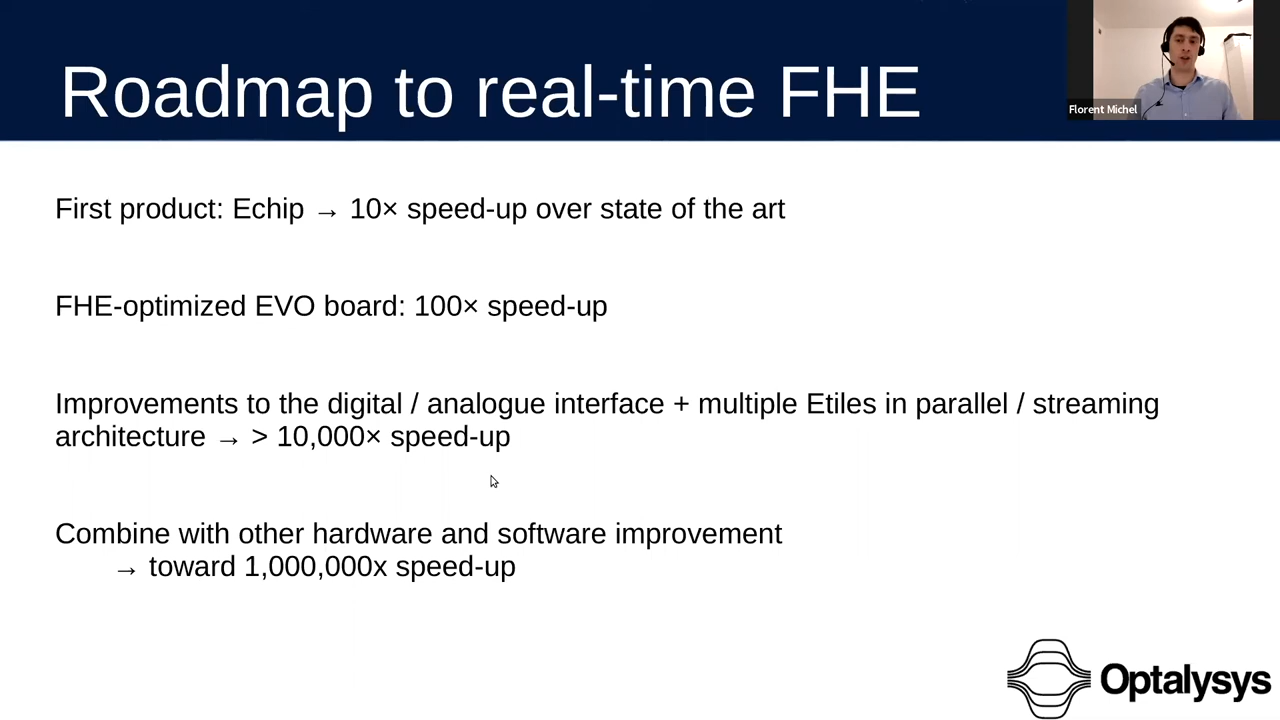 Roadmap to real-time FHE
Florent Michel
First product: Echip → 10× speed-up over state of the art
FHE-optimized EVO board: 100× speed-up
Improvements to the digital / analogue interface + multiple Etiles in parallel / streaming
architecture → > 10,000× speed-up
Combine with other hardware and software improvement
→ toward 1,000,000x speed-up
Optalysys